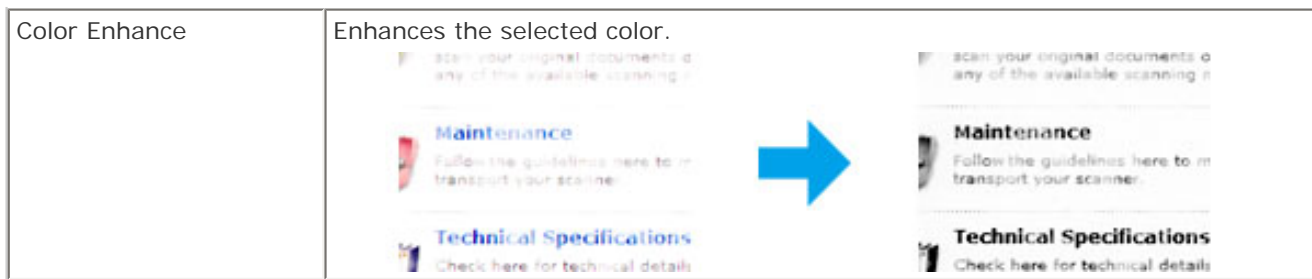 Color Enhance
Enhances the selected color.
scan your original documents
any of the available scanning
Maintenance
Follow the guidelines here to
transport your scanner.
Technical Specifications
Check here for technical details
scan your original documents
any of the available scanning
Maintenance
Follow the guidelines here to
transport your scanner.
Technical Specifications
Check here for technical details